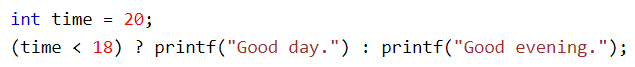 int time = 20;
(time < 18) ? printf("Good day.") : printf("Good evening.");